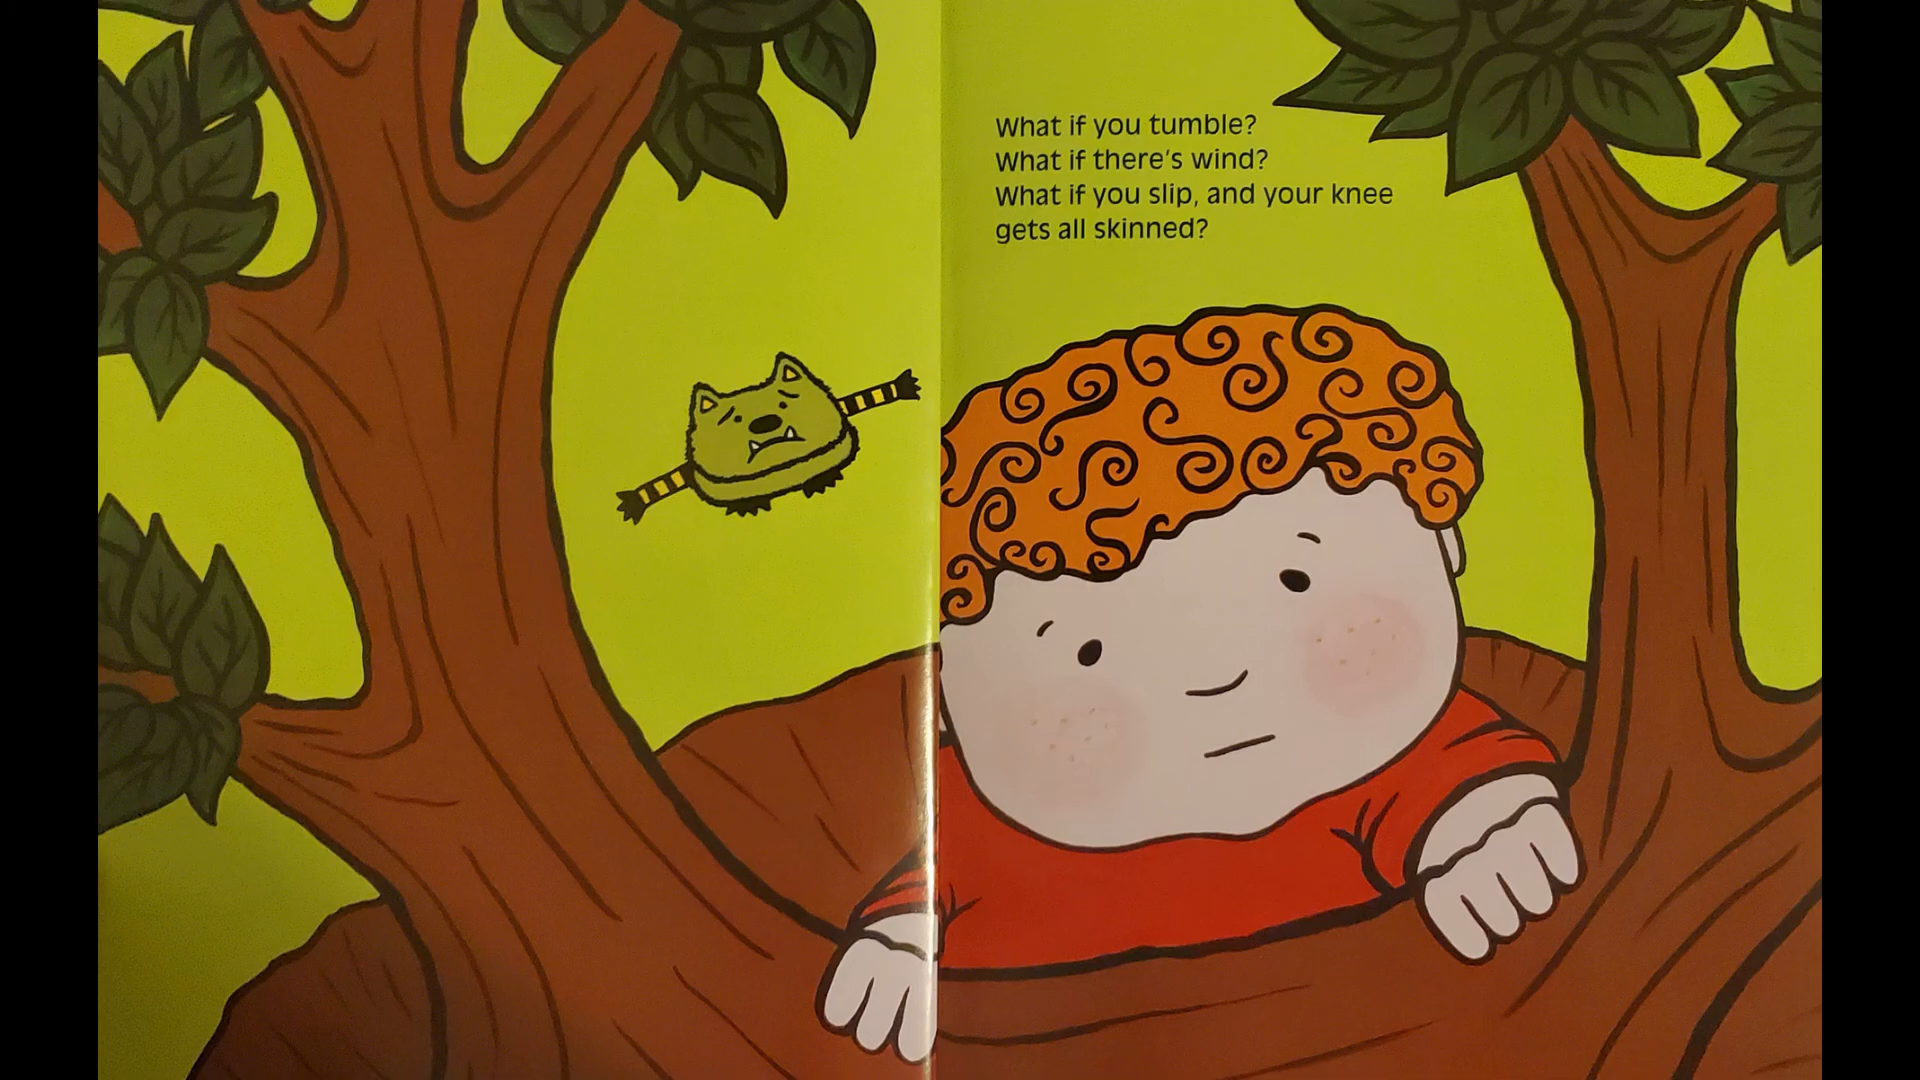 What if you tumble?
What if there's wind?
What if you slip, and your knee
gets all skinned?